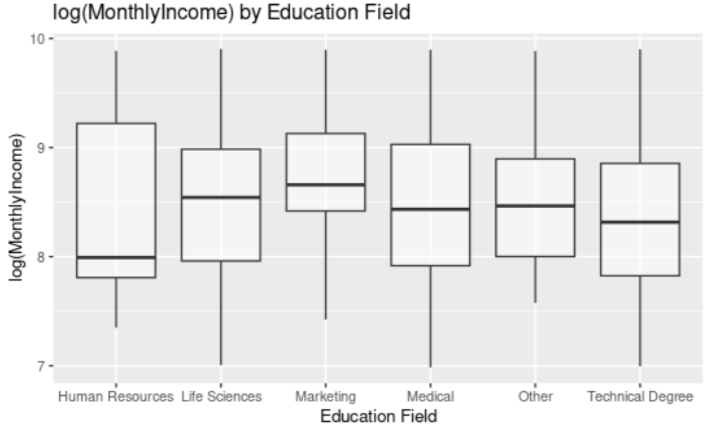 log(MonthlyIncome) by Education Field
10
9
8
7
log(MonthlyIncome)
Human Resources Life Sciences Marketing Medical Other Technical Degree
Education Field